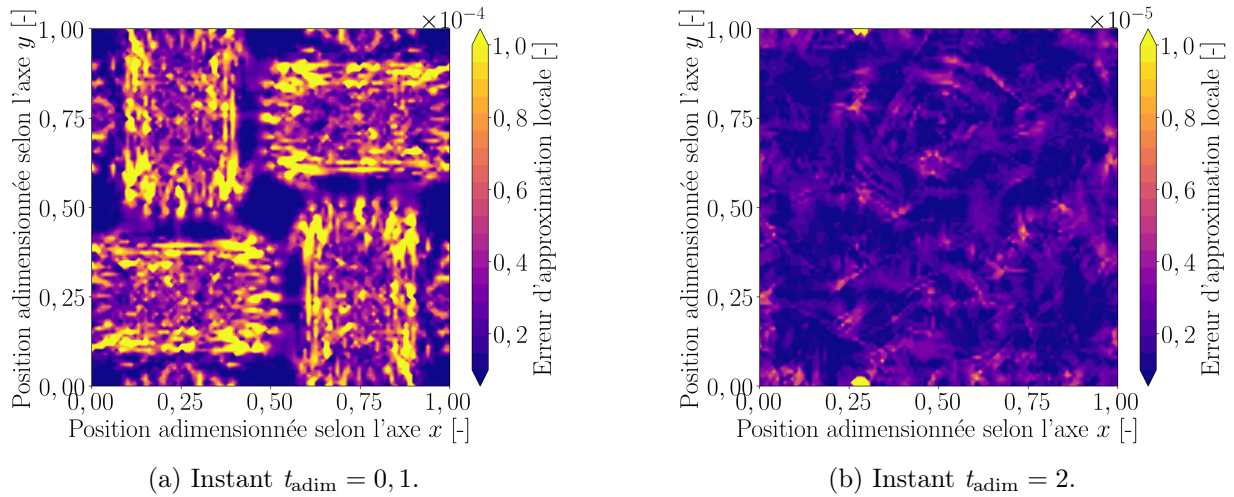 ×10⁻⁴
1,00
0,75
0,50
0,25
0,00
Position adimensionnée selon l'axe y [-]
0,00 0,25 0,50 0,75 1,00
Position adimensionnée selon l'axe x [-]
1,0
0,8
0,6
0,4
0,2
Erreur d'approximation locale [-]
(a) Instant t_adim = 0, 1.
×10⁻⁵
1,00
0,75
0,50
0,25
0,00
Position adimensionnée selon l'axe y [-]
0,00 0,25 0,50 0,75 1,00
Position adimensionnée selon l'axe x [-]
1,0
0,8
0,6
0,4
0,2
Erreur d'approximation locale [-]
(b) Instant t_adim = 2.